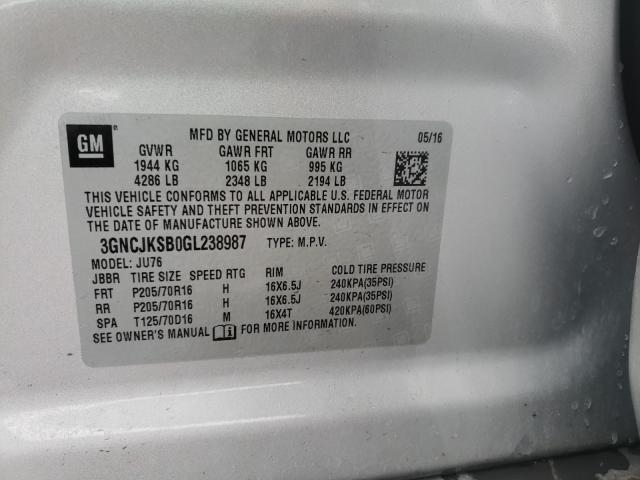 GM
MFD BY GENERAL MOTORS LLC 05/16
GVWR GAWR FRT GAWR RR
1944 KG 1065 KG 995 KG
4286 LB 2348 LB 2194 LB
THIS VEHICLE CONFORMS TO ALL APPLICABLE U.S. FEDERAL MOTOR
VEHICLE SAFETY AND THEFT PREVENTION STANDARDS IN EFFECT ON
THE DATE OF MANUFACTURE SHOWN ABOVE.
3GNCJKSB0GL238987 TYPE: M.P.V.
MODEL: JU76
JBBR TIRE SIZE SPEED RTG RIM COLD TIRE PRESSURE
FRT P205/70R16 H 16X6.5J 240KPA(35PSI)
RR P205/70R16 H 16X6.5J 240KPA(35PSI)
SPA T125/70D16 M 16X4T 420KPA(60PSI)
SEE OWNER'S MANUAL FOR MORE INFORMATION.